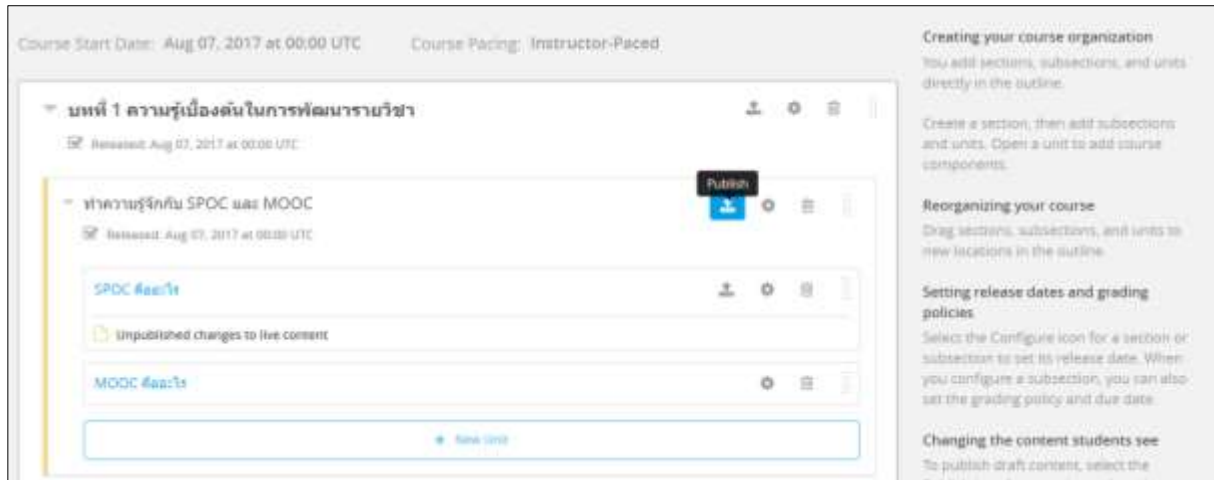 Course Start Date: Aug 07, 2017 at 00:00 UTC Course Pacing: Instructor-Paced
บทที่ 1 ความรู้เบื้องต้นในการพัฒนารายวิชา
Released: Aug 07, 2017 at 00:00 UTC
Publish
ทำความรู้จักกับ SPOC และ MOOC
Released: Aug 07, 2017 at 00:00 UTC
SPOC คืออะไร
Unpublished changes to live content
MOOC คืออะไร
+ New Unit
Creating your course organization
You add sections, subsections, and units
directly in the outline.
Create a section, then add subsections
and units. Open a unit to add course
components.
Reorganizing your course
Drag sections, subsections, and units to
new locations in the outline.
Setting release dates and grading
policies
Select the Configure icon for a section or
subsection to set its release date. When
you configure a subsection, you can also
set the grading policy and due date.
Changing the content students see
To publish draft content, select the